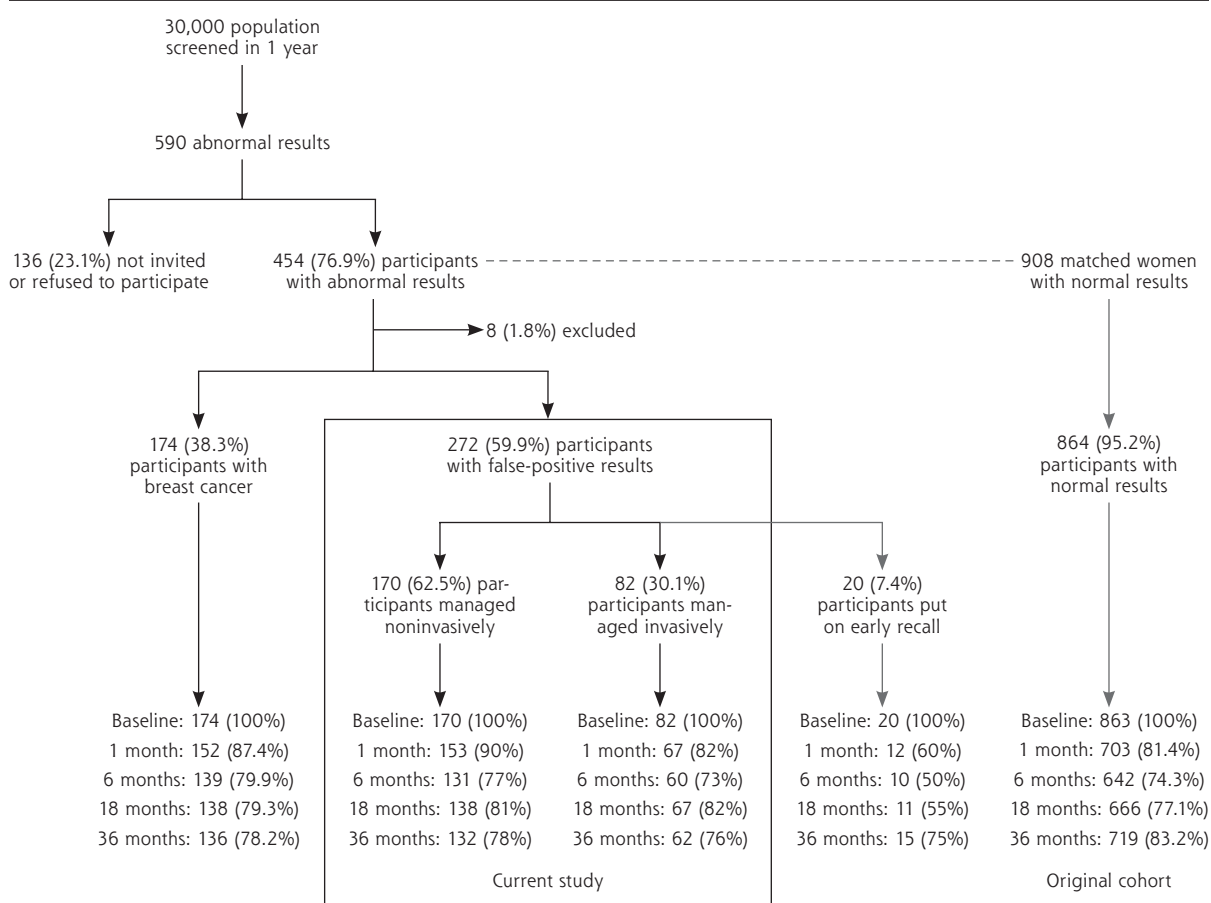 30,000 population
screened in 1 year
590 abnormal results
136 (23.1%) not invited
or refused to participate
454 (76.9%) participants
with abnormal results
908 matched women
with normal results
8 (1.8%) excluded
174 (38.3%)
participants with
breast cancer
272 (59.9%) participants
with false-positive results
864 (95.2%)
participants with
normal results
170 (62.5%) par-
ticipants managed
noninvasively
82 (30.1%)
participants man-
aged invasively
20 (7.4%)
participants put
on early recall
Baseline: 174 (100%)
1 month: 152 (87.4%)
6 months: 139 (79.9%)
18 months: 138 (79.3%)
36 months: 136 (78.2%)
Baseline: 170 (100%)
1 month: 153 (90%)
6 months: 131 (77%)
18 months: 138 (81%)
36 months: 132 (78%)
Baseline: 82 (100%)
1 month: 67 (82%)
6 months: 60 (73%)
18 months: 67 (82%)
36 months: 62 (76%)
Baseline: 20 (100%)
1 month: 12 (60%)
6 months: 10 (50%)
18 months: 11 (55%)
36 months: 15 (75%)
Baseline: 863 (100%)
1 month: 703 (81.4%)
6 months: 642 (74.3%)
18 months: 666 (77.1%)
36 months: 719 (83.2%)
Current study
Original cohort